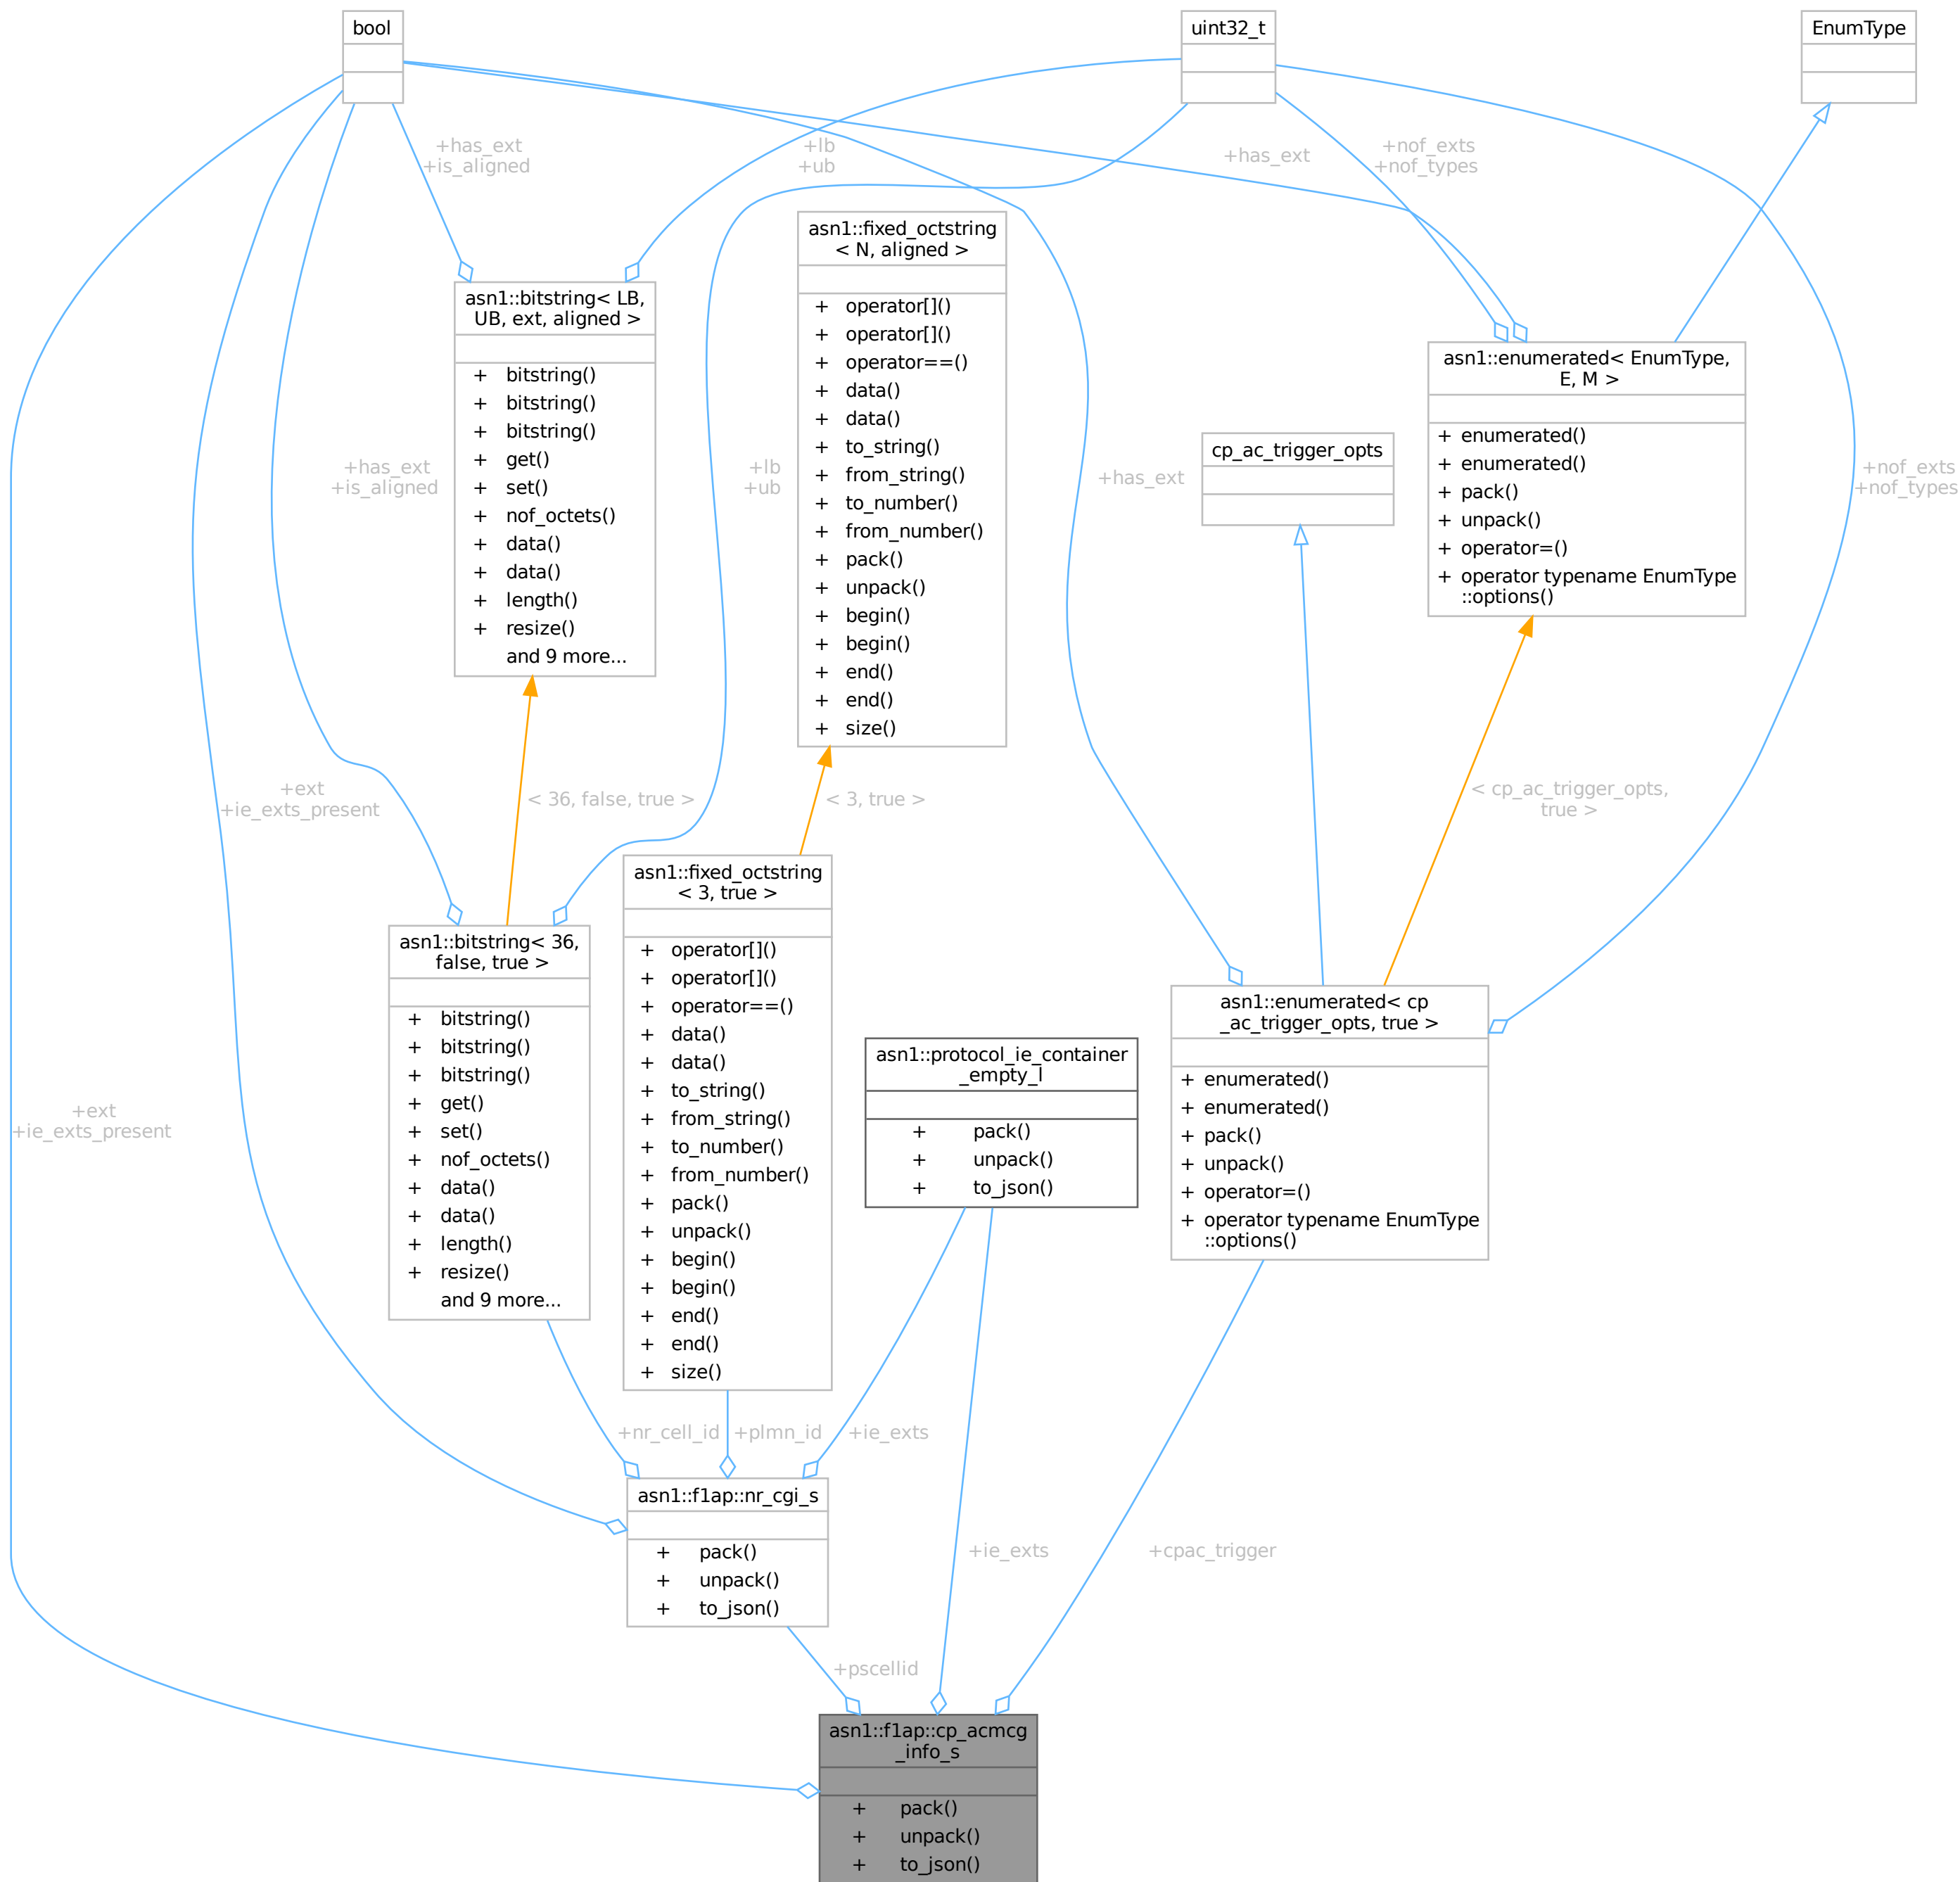 bool
uint32_t
EnumType
+has_ext
+is_aligned
+lb
+ub
+has_ext
+nof_exts
+nof_types
asn1::fixed_octstring
< N, aligned >
+ operator[]()
+ operator[]()
+ operator==()
+ data()
+ data()
+ to_string()
+ from_string()
+ to_number()
+ from_number()
+ pack()
+ unpack()
+ begin()
+ begin()
+ end()
+ end()
+ size()
asn1::bitstring< LB,
UB, ext, aligned >
+ bitstring()
+ bitstring()
+ bitstring()
+ get()
+ set()
+ nof_octets()
+ data()
+ data()
+ length()
+ resize()
and 9 more...
asn1::enumerated< EnumType,
E, M >
+ enumerated()
+ enumerated()
+ pack()
+ unpack()
+ operator=()
+ operator typename EnumType
::options()
cp_ac_trigger_opts
+has_ext
+is_aligned
+lb
+ub
+has_ext
+nof_exts
+nof_types
+ext
+ie_exts_present
< 36, false, true >
< 3, true >
< cp_ac_trigger_opts,
true >
asn1::fixed_octstring
< 3, true >
+ operator[]()
+ operator[]()
+ operator==()
+ data()
+ data()
+ to_string()
+ from_string()
+ to_number()
+ from_number()
+ pack()
+ unpack()
+ begin()
+ begin()
+ end()
+ end()
+ size()
asn1::bitstring< 36,
false, true >
+ bitstring()
+ bitstring()
+ bitstring()
+ get()
+ set()
+ nof_octets()
+ data()
+ data()
+ length()
+ resize()
and 9 more...
asn1::enumerated< cp
_ac_trigger_opts, true >
+ enumerated()
+ enumerated()
+ pack()
+ unpack()
+ operator=()
+ operator typename EnumType
::options()
asn1::protocol_ie_container
_empty_l
+ pack()
+ unpack()
+ to_json()
+ext
+ie_exts_present
+nr_cell_id
+plmn_id
+ie_exts
asn1::f1ap::nr_cgi_s
+ pack()
+ unpack()
+ to_json()
+ie_exts
+cpac_trigger
+pscellid
asn1::f1ap::cp_acmcg
_info_s
+ pack()
+ unpack()
+ to_json()